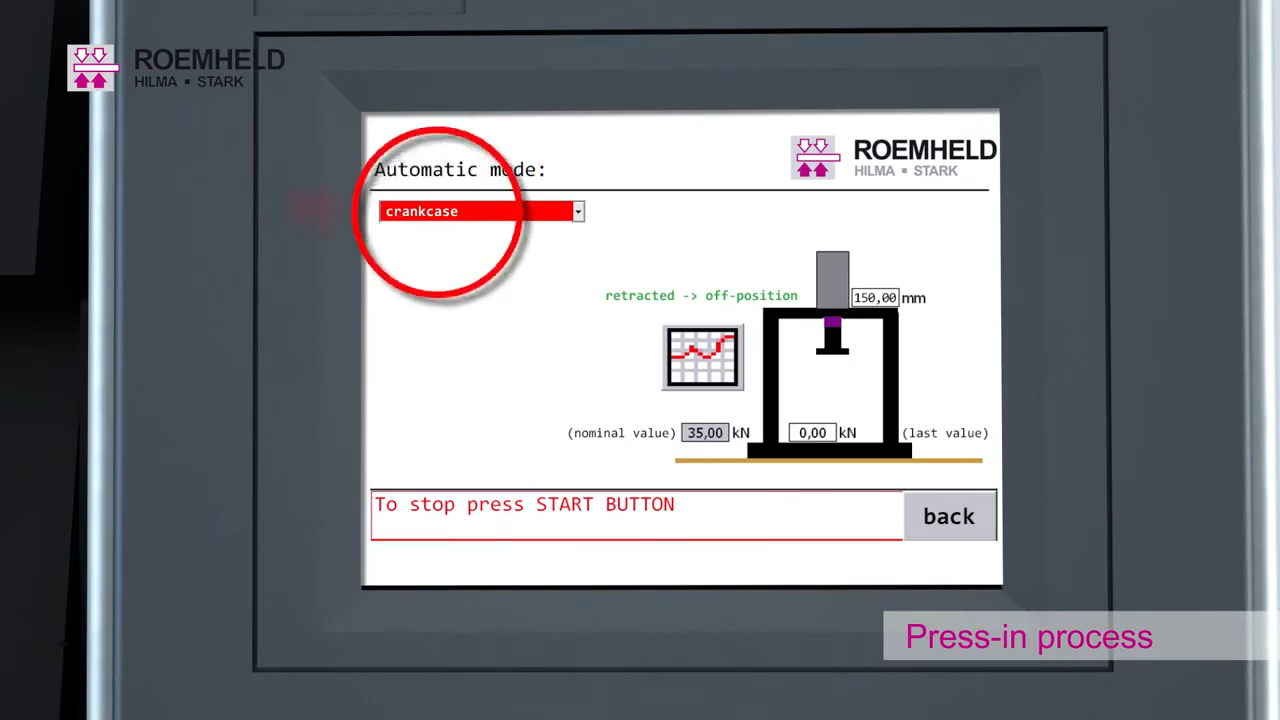 ROEMHELD
HILMA ▪ STARK
Automatic mode:
ROEMHELD
HILMA ▪ STARK
crankcase
retracted -> off-position
150,00 mm
(nominal value) 35,00 kN
0,00 kN
(last value)
To stop press START BUTTON
back
Press-in process